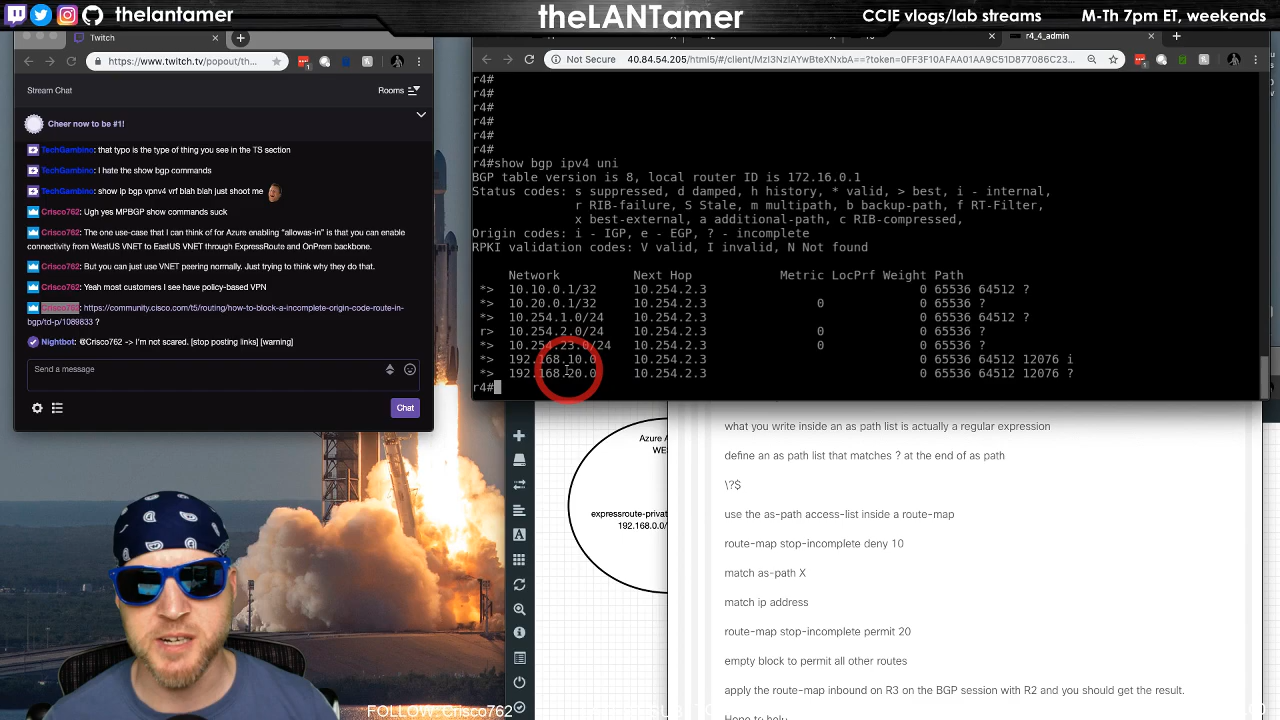 thelantamer
theLANTamer
CCIE vlogs/lab streams
M-Th 7pm ET, weekends
Twitch
https://www.twitch.tv/popout/th...
Stream Chat
Rooms
Cheer now to be #1!
TechGambino: that typo is the type of thing you see in the TS section
TechGambino: I hate the show bgp commands
TechGambino: show ip bgp vpnv4 vrf blah blah just shoot me
Crisco762: Ugh yes MPBGP show commands suck
Crisco762: The one use-case that I can think of for Azure enabling "allowas-in" is that you can enable
connectivity from WestUS VNET to EastUS VNET through ExpressRoute and OnPrem backbone.
Crisco762: But you can just use VNET peering normally. Just trying to think why they do that.
Crisco762: Yeah most customers I see have policy-based VPN
Crisco762: https://community.cisco.com/t5/routing/how-to-block-a-incomplete-origin-code-route-in-
bgp/td-p/1089833 ?
Nightbot: @Crisco762 -> I'm not scared. [stop posting links] [warning]
Send a message
Chat
r4_4_admin
Not Secure 40.84.54.205/html5/#/client/MzI3NzIAYwBteXNxbA==?token=0FF3F10AFAA01AA9C51D877086C23...
r4#
r4#
r4#
r4#
r4#
r4#
r4#show bgp ipv4 uni
BGP table version is 8, local router ID is 172.16.0.1
Status codes: s suppressed, d damped, h history, * valid, > best, i - internal,
r RIB-failure, S Stale, m multipath, b backup-path, f RT-Filter,
x best-external, a additional-path, c RIB-compressed,
Origin codes: i - IGP, e - EGP, ? - incomplete
RPKI validation codes: V valid, I invalid, N Not found
Network Next Hop Metric LocPrf Weight Path
*> 10.10.0.1/32 10.254.2.3 0 65536 64512 ?
*> 10.20.0.1/32 10.254.2.3 0 0 65536 ?
*> 10.254.1.0/24 10.254.2.3 0 65536 64512 ?
r> 10.254.2.0/24 10.254.2.3 0 0 65536 ?
*> 10.254.23.0/24 10.254.2.3 0 0 65536 ?
*> 192.168.10.0 10.254.2.3 0 65536 64512 12076 i
*> 192.168.20.0 10.254.2.3 0 65536 64512 12076 ?
r4#
Azure
WE
expressroute-privat
192.168.0.0/
what you write inside an as path list is actually a regular expression
define an as path list that matches ? at the end of as path
\?$
use the as-path access-list inside a route-map
route-map stop-incomplete deny 10
match as-path X
match ip address
route-map stop-incomplete permit 20
empty block to permit all other routes
apply the route-map inbound on R3 on the BGP session with R2 and you should get the result.
Hope to help
FOLLOW: Crisco762